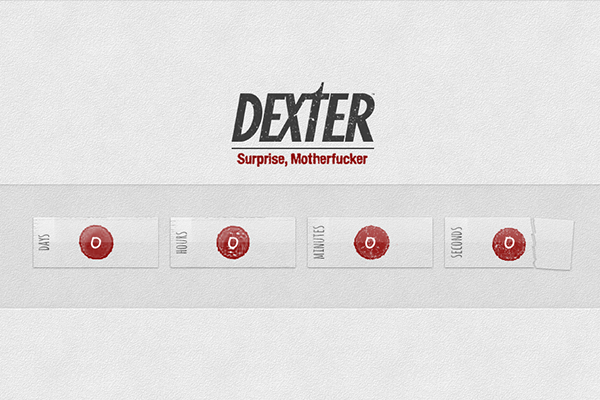 DEXTER
Surprise, Motherfucker
DAYS
0
HOURS
0
MINUTES
0
SECONDS
0